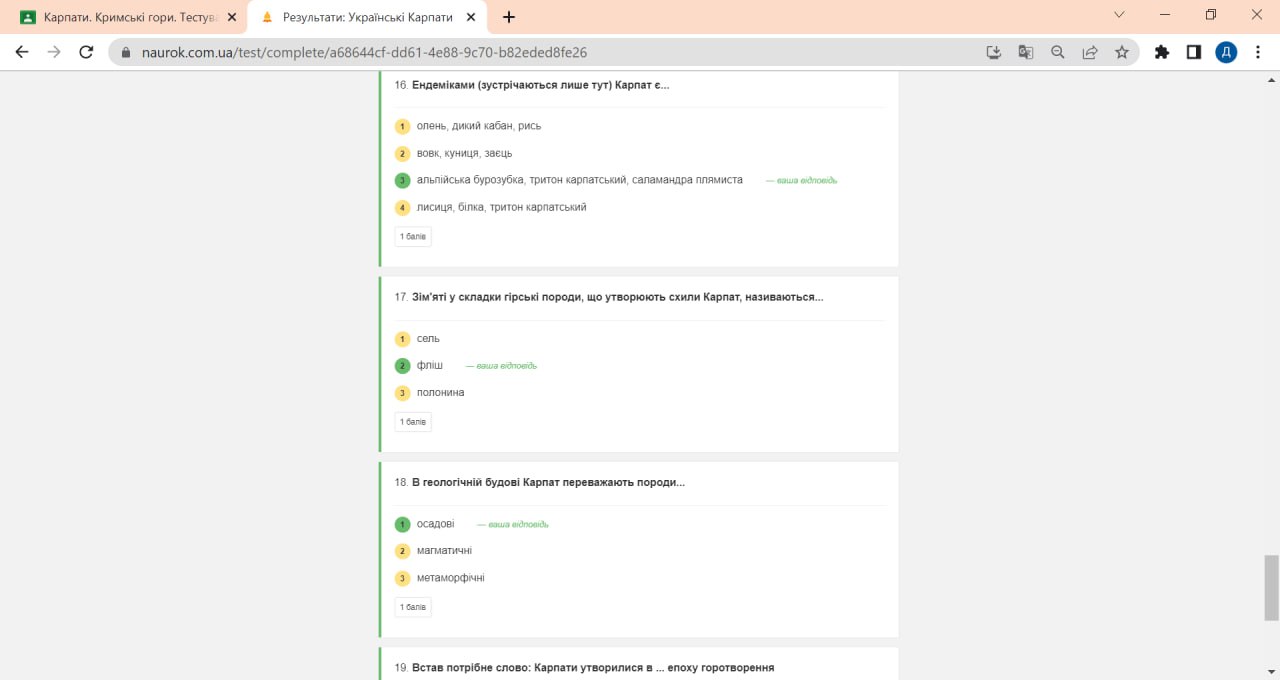 Карпати. Кримські гори. Тестува
Результати: Українські Карпати
naurok.com.ua/test/complete/a68644cf-dd61-4e88-9c70-b82eded8fe26
Д
16. Ендеміками (зустрічаються лише тут) Карпат є...
1 олень, дикий кабан, рись
2 вовк, куниця, заєць
3 альпійська бурозубка, тритон карпатський, саламандра плямиста — ваша відповідь
4 лисиця, білка, тритон карпатський
1 балів
17. Зім'яті у складки гірські породи, що утворюють схили Карпат, називаються...
1 сель
2 фліш — ваша відповідь
3 полонина
1 балів
18. В геологічній будові Карпат переважають породи...
1 осадові — ваша відповідь
2 магматичні
3 метаморфічні
1 балів
19. Встав потрібне слово: Карпати утворилися в ... епоху горотворення